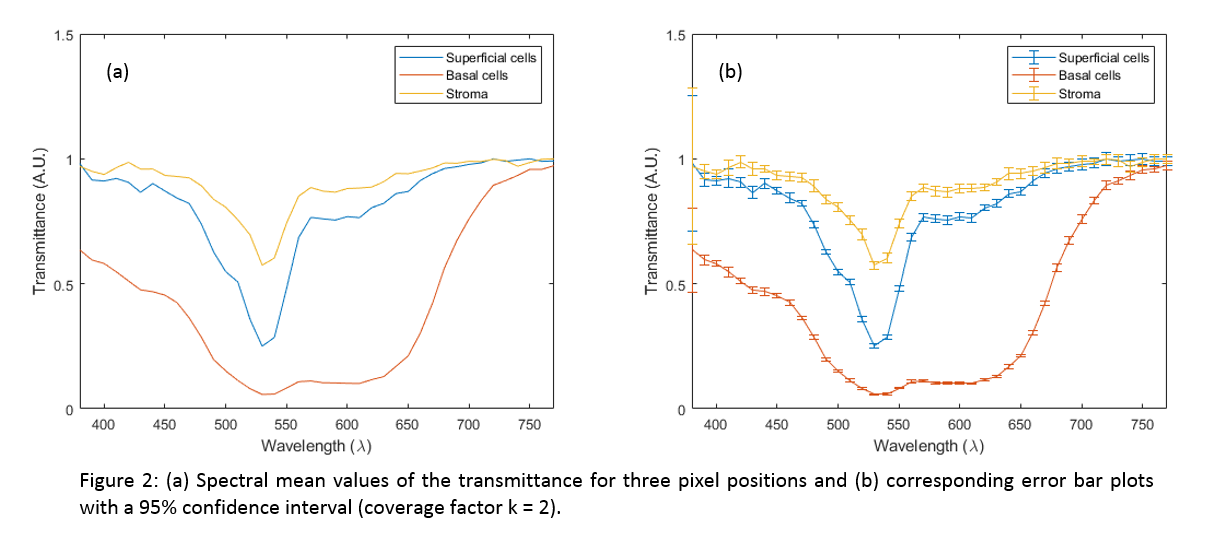 1.5
(a)
Superficial cells
Basal cells
Stroma
1
Transmittance (A.U.)
0.5
0
400 450 500 550 600 650 700 750
Wavelength (λ)
1.5
(b)
Superficial cells
Basal cells
Stroma
1
Transmittance (A.U.)
0.5
0
400 450 500 550 600 650 700 750
Wavelength (λ)
Figure 2: (a) Spectral mean values of the transmittance for three pixel positions and (b) corresponding error bar plots
with a 95% confidence interval (coverage factor k = 2).